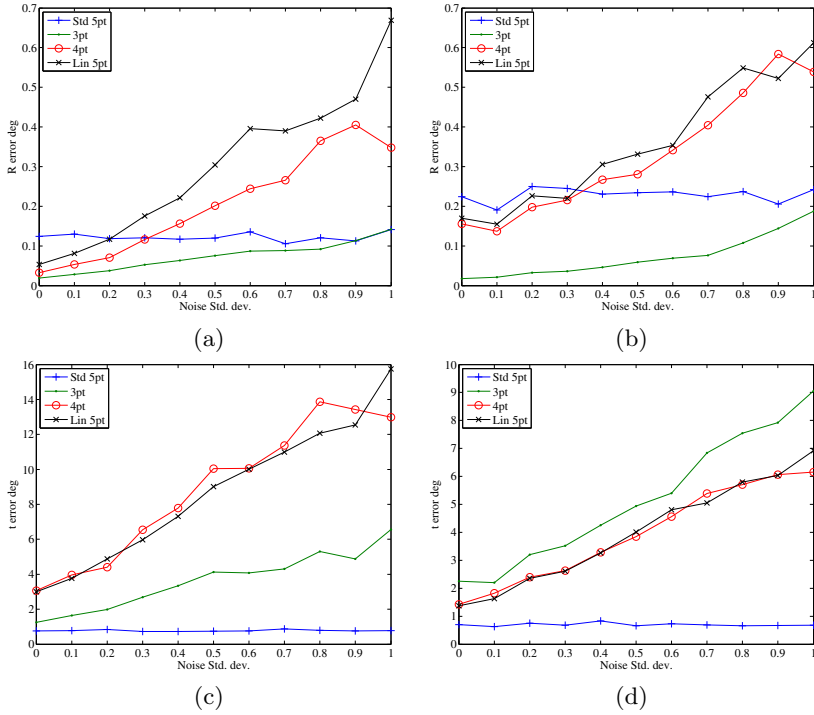 0.7
0.6
0.5
0.4
0.3
0.2
0.1
0
R error deg
Std 5pt
3pt
4pt
Lin 5pt
0 0.1 0.2 0.3 0.4 0.5 0.6 0.7 0.8 0.9 1
Noise Std. dev.
(a)
0.7
0.6
0.5
0.4
0.3
0.2
0.1
0
R error deg
Std 5pt
3pt
4pt
Lin 5pt
0 0.1 0.2 0.3 0.4 0.5 0.6 0.7 0.8 0.9 1
Noise Std. dev.
(b)
16
14
12
10
8
6
4
2
0
t error deg
Std 5pt
3pt
4pt
Lin 5pt
0 0.1 0.2 0.3 0.4 0.5 0.6 0.7 0.8 0.9 1
Noise Std. dev.
(c)
10
9
8
7
6
5
4
3
2
1
0
t error deg
Std 5pt
3pt
4pt
Lin 5pt
0 0.1 0.2 0.3 0.4 0.5 0.6 0.7 0.8 0.9 1
Noise Std. dev.
(d)